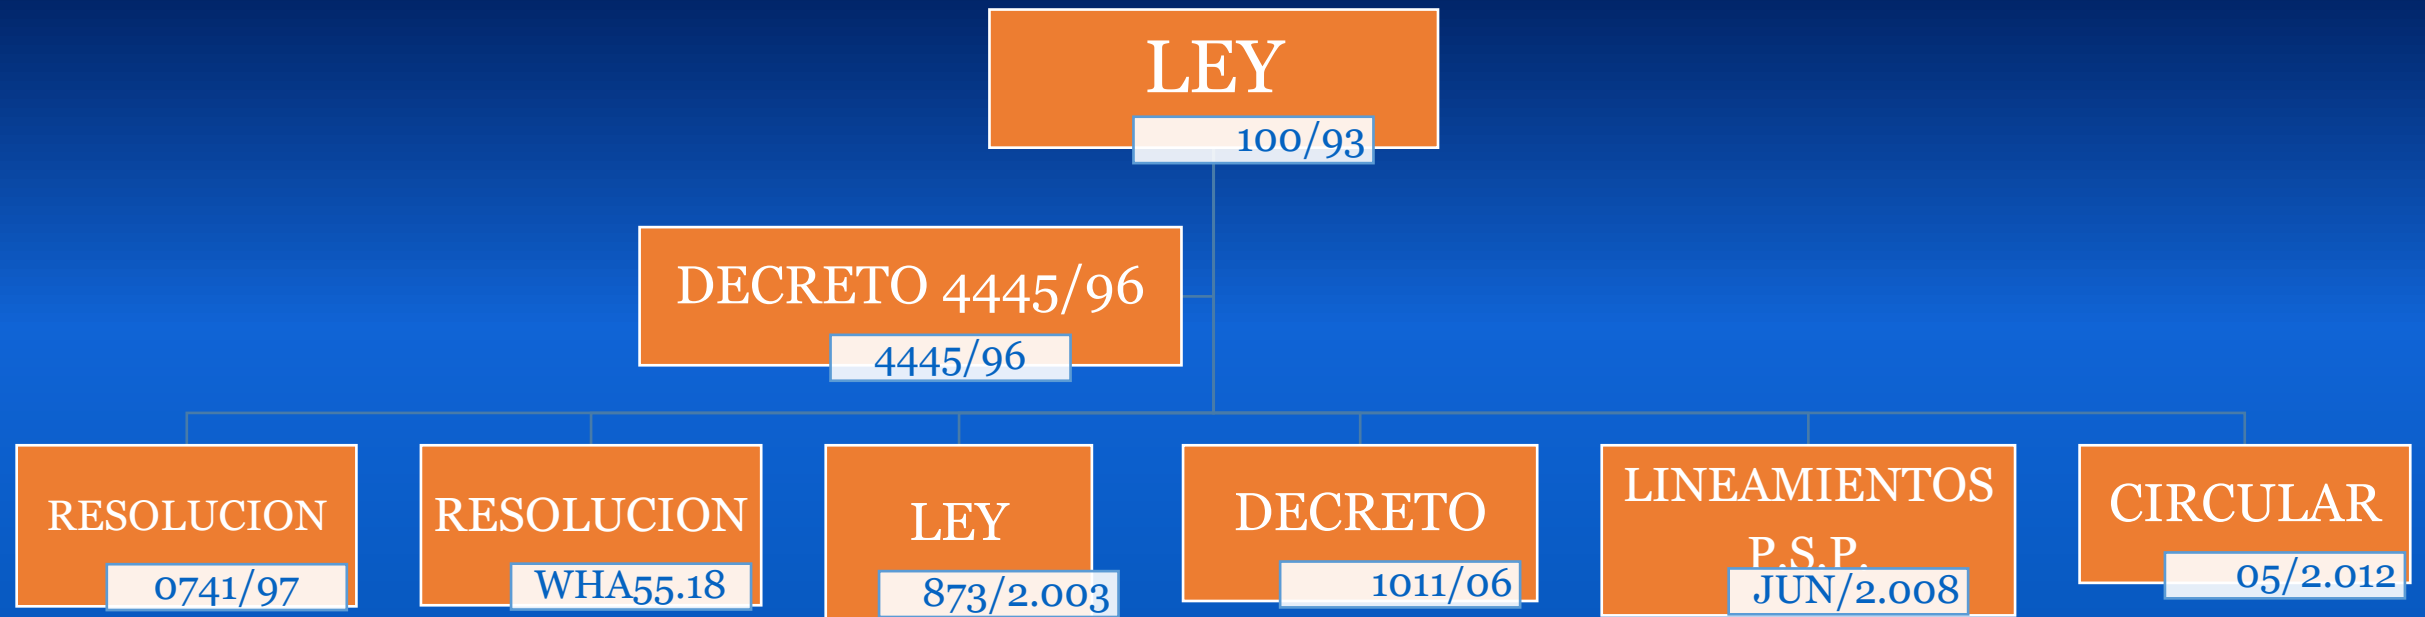 LEY
100/93
DECRETO 4445/96
4445/96
RESOLUCION
0741/97
RESOLUCION
WHA55.18
LEY
873/2.003
DECRETO
1011/06
LINEAMIENTOS
P.S.P.
JUN/2.008
CIRCULAR
05/2.012